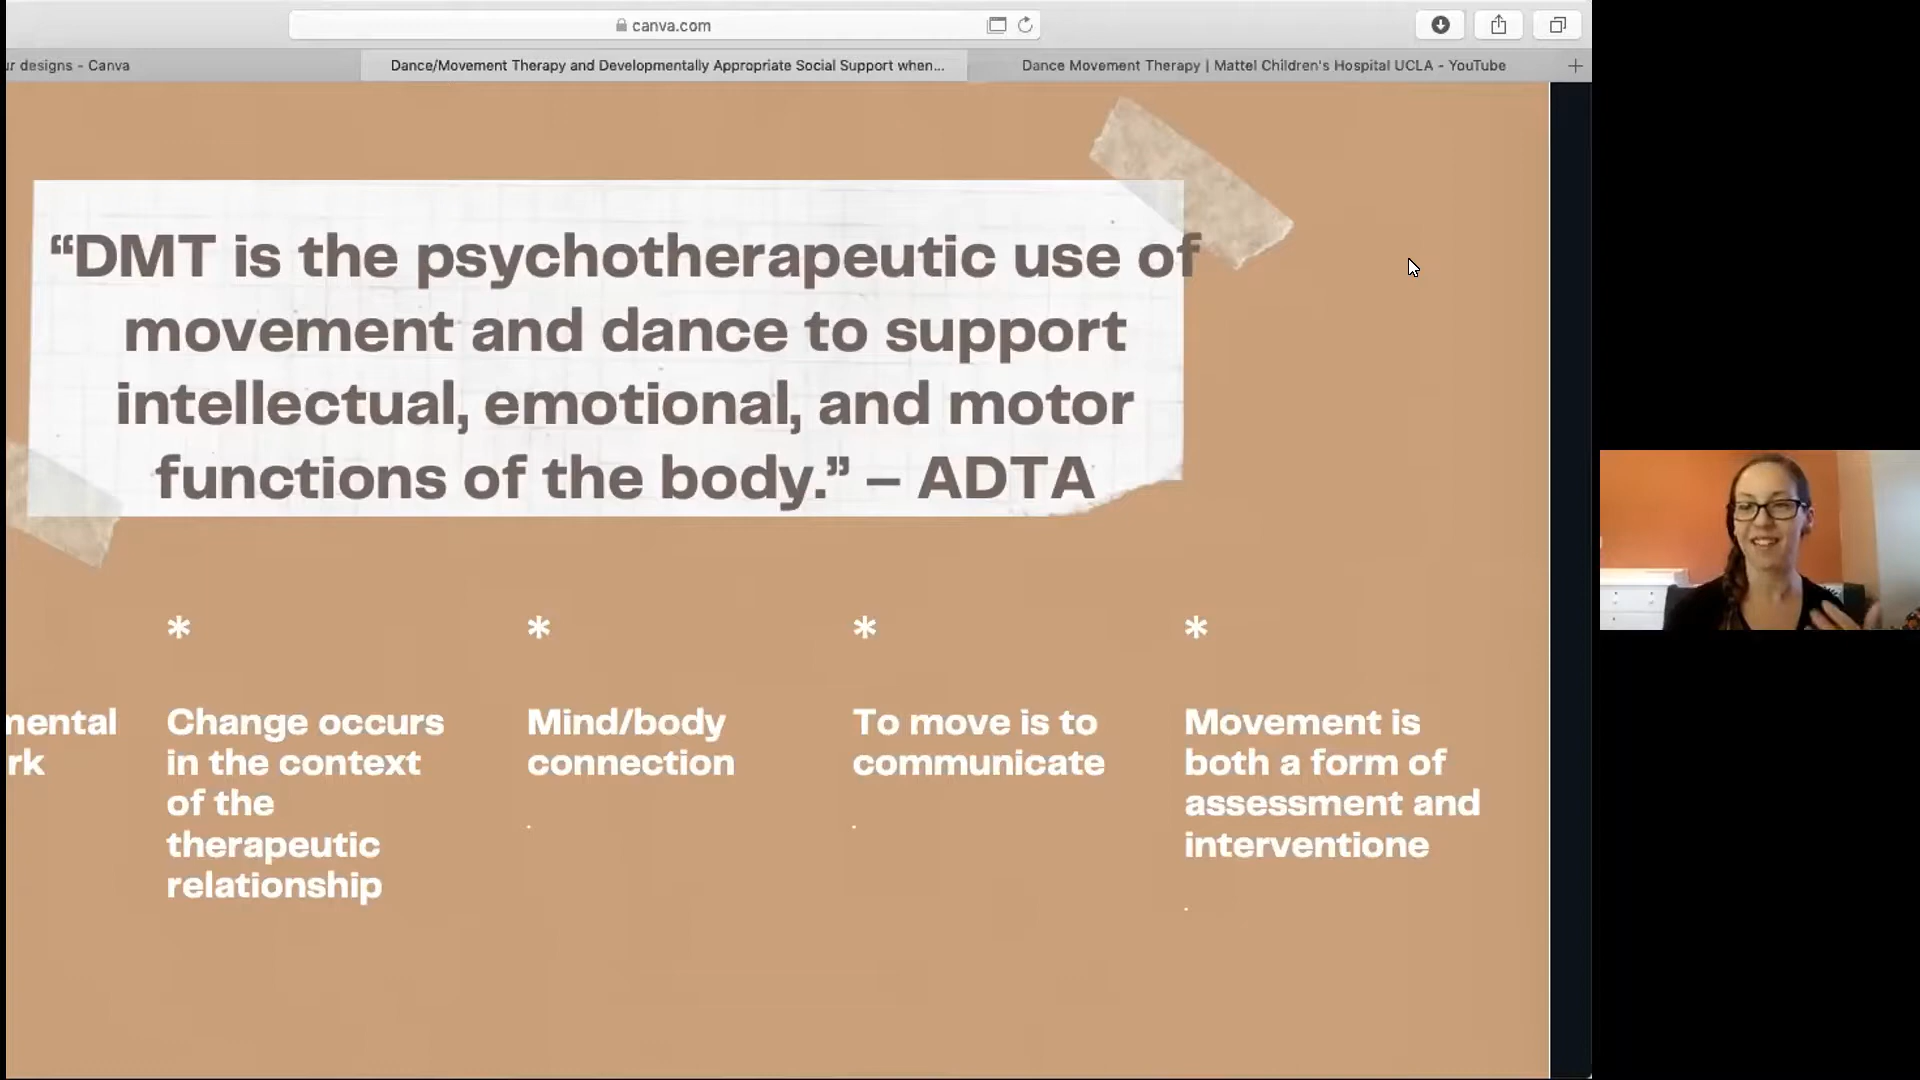 canva.com
ur designs - Canva
Dance/Movement Therapy and Developmentally Appropriate Social Support when...
Dance Movement Therapy | Mattel Children's Hospital UCLA - YouTube
“DMT is the psychotherapeutic use of
movement and dance to support
intellectual, emotional, and motor
functions of the body.” – ADTA
*
*
*
*
mental
rk
Change occurs
in the context
of the
therapeutic
relationship
Mind/body
connection
.
To move is to
communicate
.
Movement is
both a form of
assessment and
interventione
.